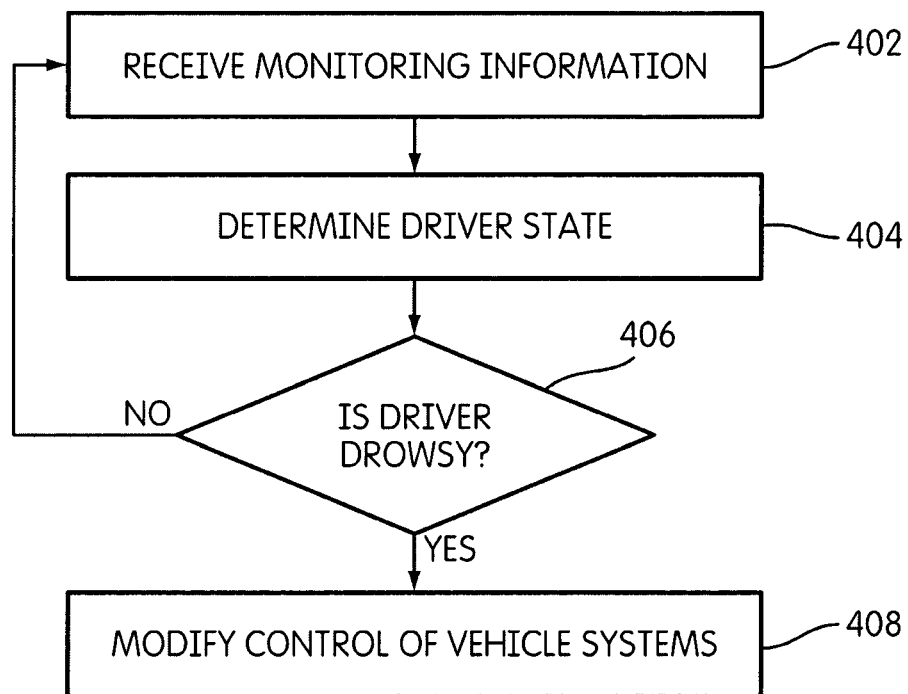 RECEIVE MONITORING INFORMATION
402
DETERMINE DRIVER STATE
404
406
IS DRIVER
DROWSY?
NO
YES
MODIFY CONTROL OF VEHICLE SYSTEMS
408